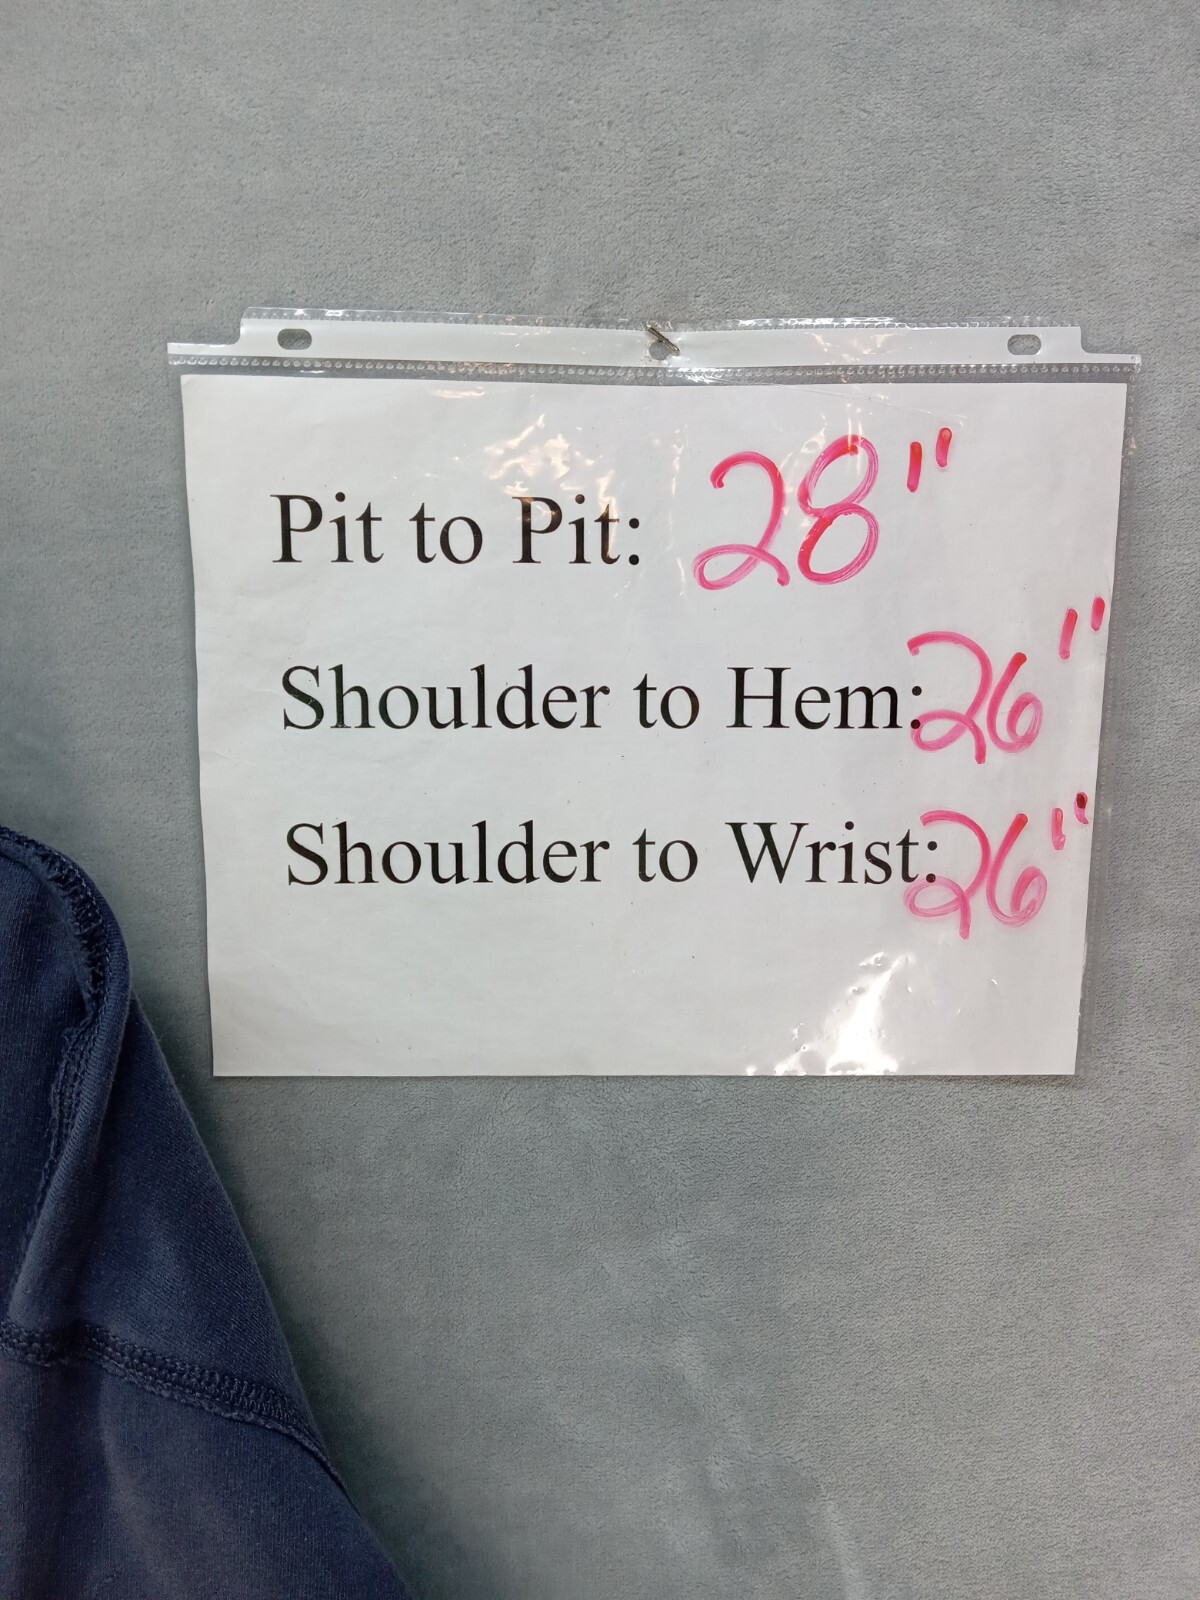 Pit to Pit: 28"
Shoulder to Hem: 26"
Shoulder to Wrist: 26"